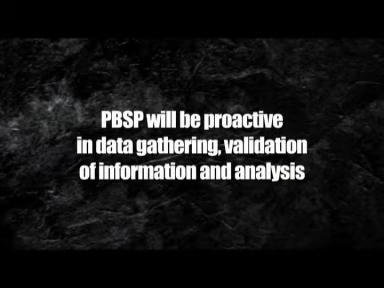 PBSP will be proactive
in data gathering, validation
of information and analysis